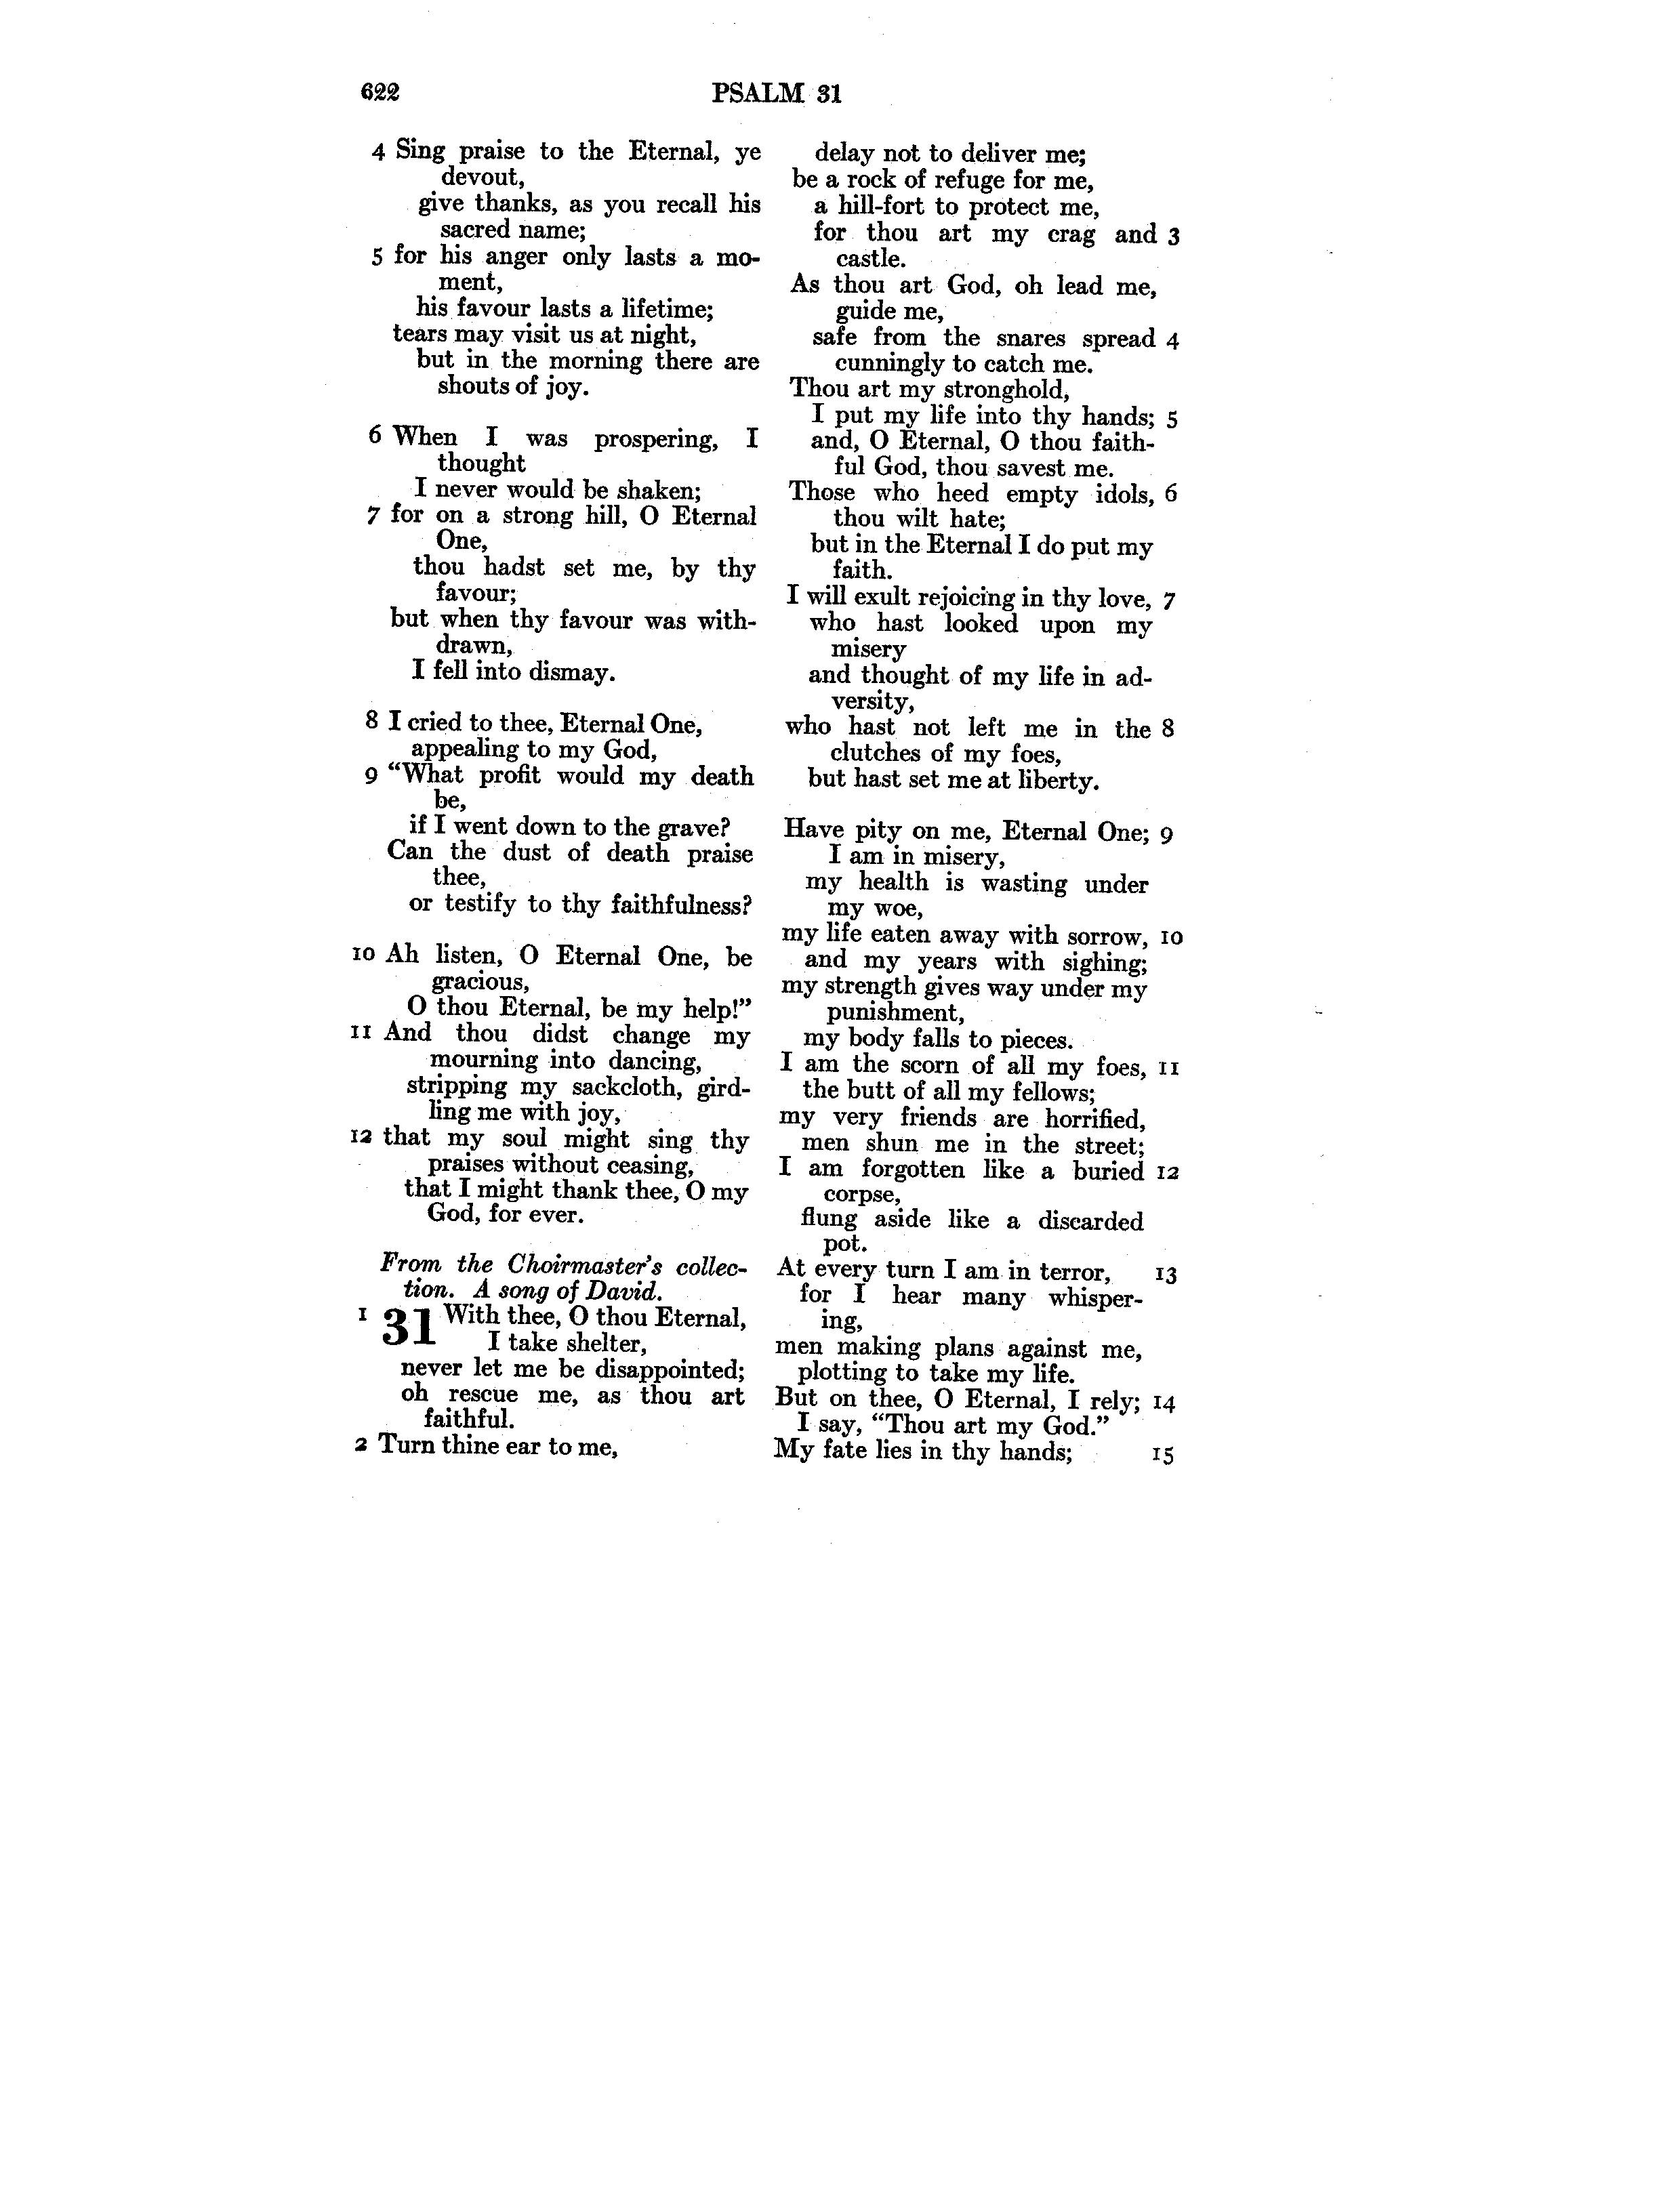 622 PSALM 31
4 Sing praise to the Eternal, ye
devout,
give thanks, as you recall his
sacred name;
5 for his anger only lasts a mo-
ment,
his favour lasts a lifetime;
tears may visit us at night,
but in the morning there are
shouts of joy.
6 When I was prospering, I
thought
I never would be shaken;
7 for on a strong hill, O Eternal
One,
thou hadst set me, by thy
favour;
but when thy favour was with-
drawn,
I fell into dismay.
8 I cried to thee, Eternal One,
appealing to my God,
9 “What profit would my death
be,
if I went down to the grave?
Can the dust of death praise
thee,
or testify to thy faithfulness?
10 Ah listen, O Eternal One, be
gracious,
O thou Eternal, be my help!”
11 And thou didst change my
mourning into dancing,
stripping my sackcloth, gird-
ling me with joy,
12 that my soul might sing thy
praises without ceasing,
that I might thank thee, O my
God, for ever.
From the Choirmaster's collec-
tion. A song of David.
1 31 With thee, O thou Eternal,
I take shelter,
never let me be disappointed;
oh rescue me, as thou art
faithful.
2 Turn thine ear to me,
delay not to deliver me;
be a rock of refuge for me,
a hill-fort to protect me,
for thou art my crag and 3
castle.
As thou art God, oh lead me,
guide me,
safe from the snares spread 4
cunningly to catch me.
Thou art my stronghold,
I put my life into thy hands; 5
and, O Eternal, O thou faith-
ful God, thou savest me.
Those who heed empty idols, 6
thou wilt hate;
but in the Eternal I do put my
faith.
I will exult rejoicing in thy love, 7
who hast looked upon my
misery
and thought of my life in ad-
versity,
who hast not left me in the 8
clutches of my foes,
but hast set me at liberty.
Have pity on me, Eternal One; 9
I am in misery,
my health is wasting under
my woe,
my life eaten away with sorrow, 10
and my years with sighing;
my strength gives way under my
punishment,
my body falls to pieces.
I am the scorn of all my foes, 11
the butt of all my fellows;
my very friends are horrified,
men shun me in the street;
I am forgotten like a buried 12
corpse,
flung aside like a discarded
pot.
At every turn I am in terror, 13
for I hear many whisper-
ing,
men making plans against me,
plotting to take my life.
But on thee, O Eternal, I rely; 14
I say, “Thou art my God.”
My fate lies in thy hands; 15